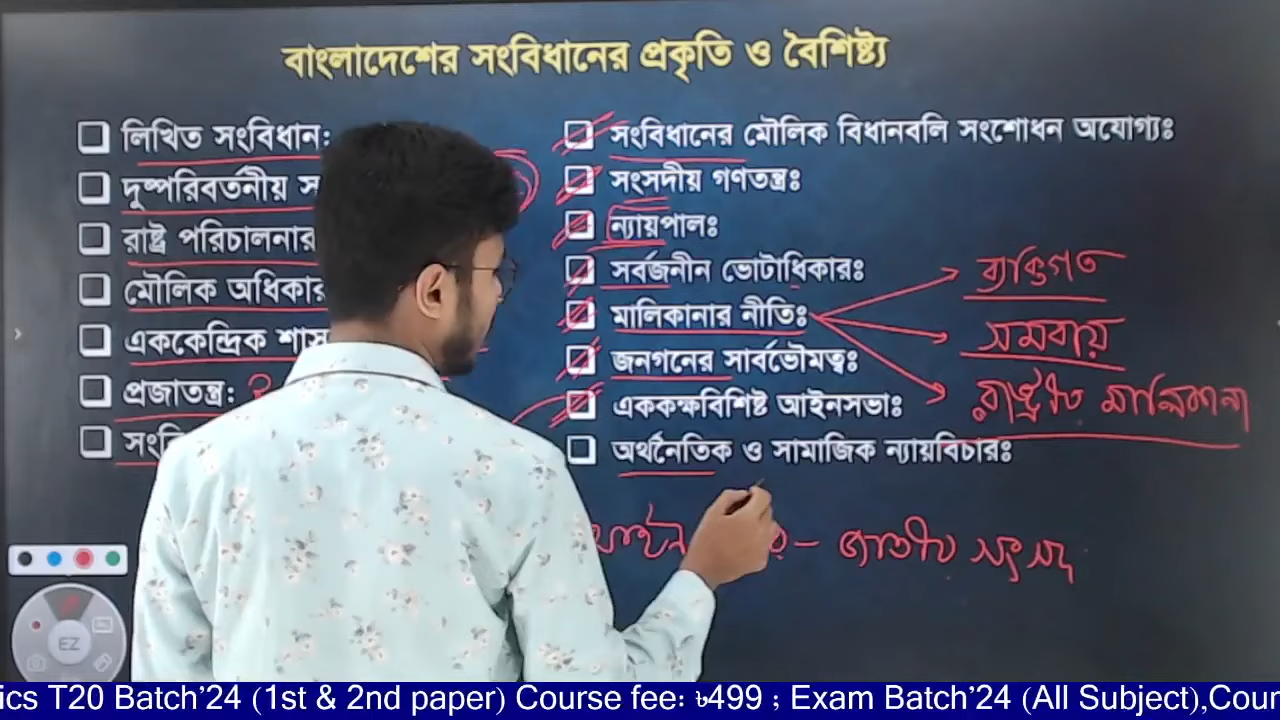 বাংলাদেশের সংবিধানের প্রকৃতি ও বৈশিষ্ট্য
লিখিত সংবিধান:
দুষ্পরিবর্তনীয়
রাষ্ট্র পরিচালনার
মৌলিক অধিকার
এককেন্দ্রিক
প্রজাতন্ত্র:
সংবিধানের মৌলিক বিধানবলি সংশোধন অযোগ্যঃ
সংসদীয় গণতন্ত্রঃ
ন্যায়পালঃ
সর্বজনীন ভোটাধিকারঃ
মালিকানার নীতিঃ
জনগনের সার্বভৌমত্বঃ
এককক্ষবিশিষ্ট আইনসভাঃ
অর্থনৈতিক ও সামাজিক ন্যায়বিচারঃ
ব্যক্তিগত
সমবায়
রাষ্ট্রীয় মালিকানা
– জাতীয় সংসদ
EZ
ics T20 Batch’24 (1st & 2nd paper) Course fee: ৳499 ; Exam Batch’24 (All Subject),Cour